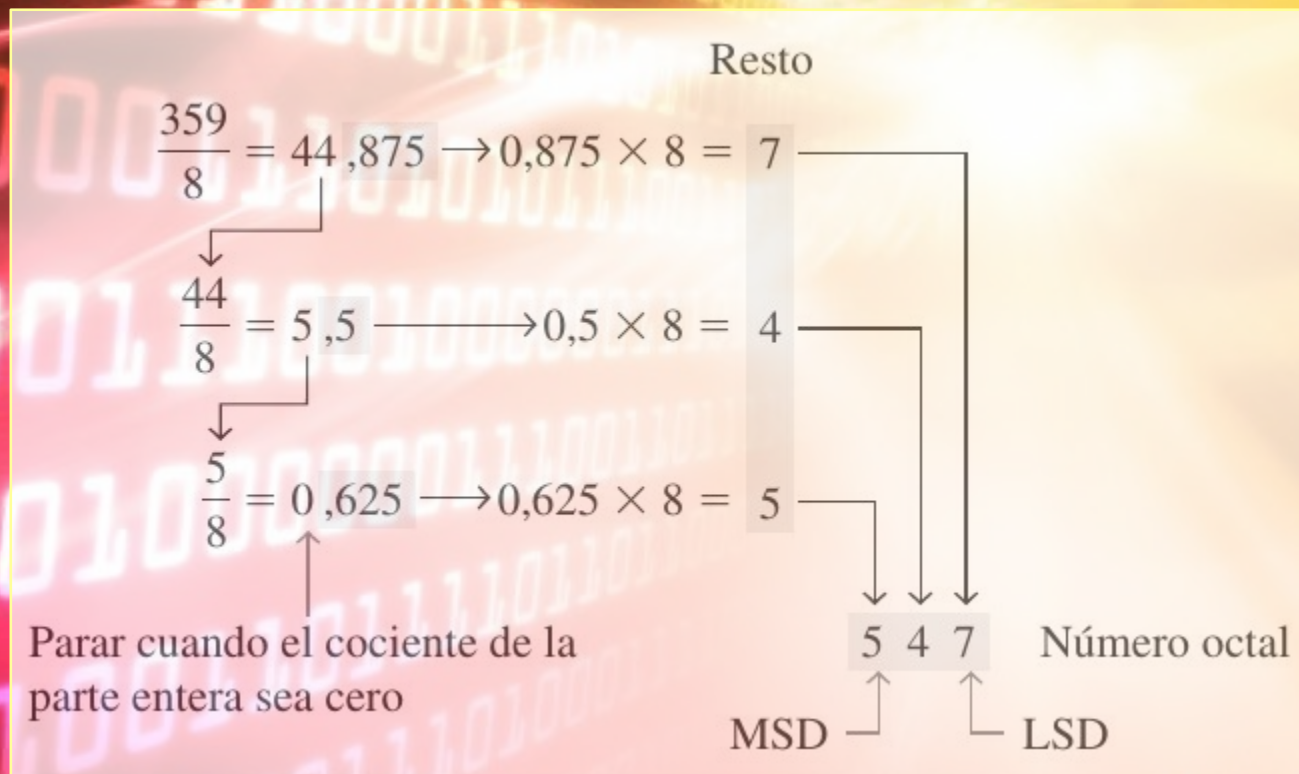 Resto
359/8 = 44 ,875 → 0,875 × 8 = 7
44/8 = 5 ,5 → 0,5 × 8 = 4
5/8 = 0 ,625 → 0,625 × 8 = 5
Parar cuando el cociente de la
parte entera sea cero
5 4 7 Número octal
MSD LSD